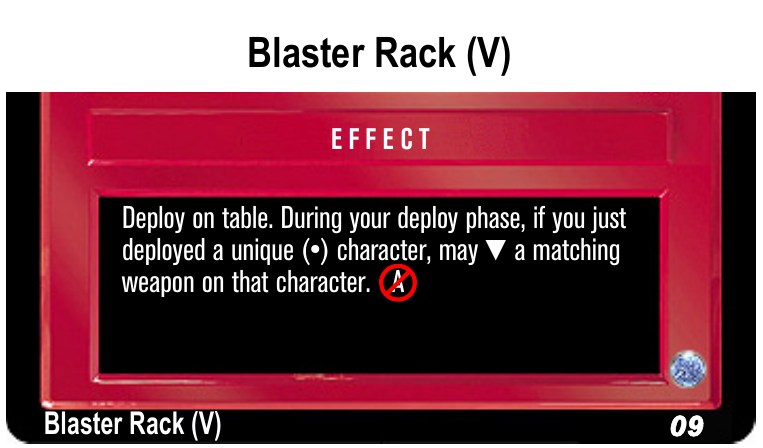 Blaster Rack (V)
EFFECT
Deploy on table. During your deploy phase, if you just
deployed a unique (•) character, may ▼ a matching
weapon on that character. A
Blaster Rack (V) 09